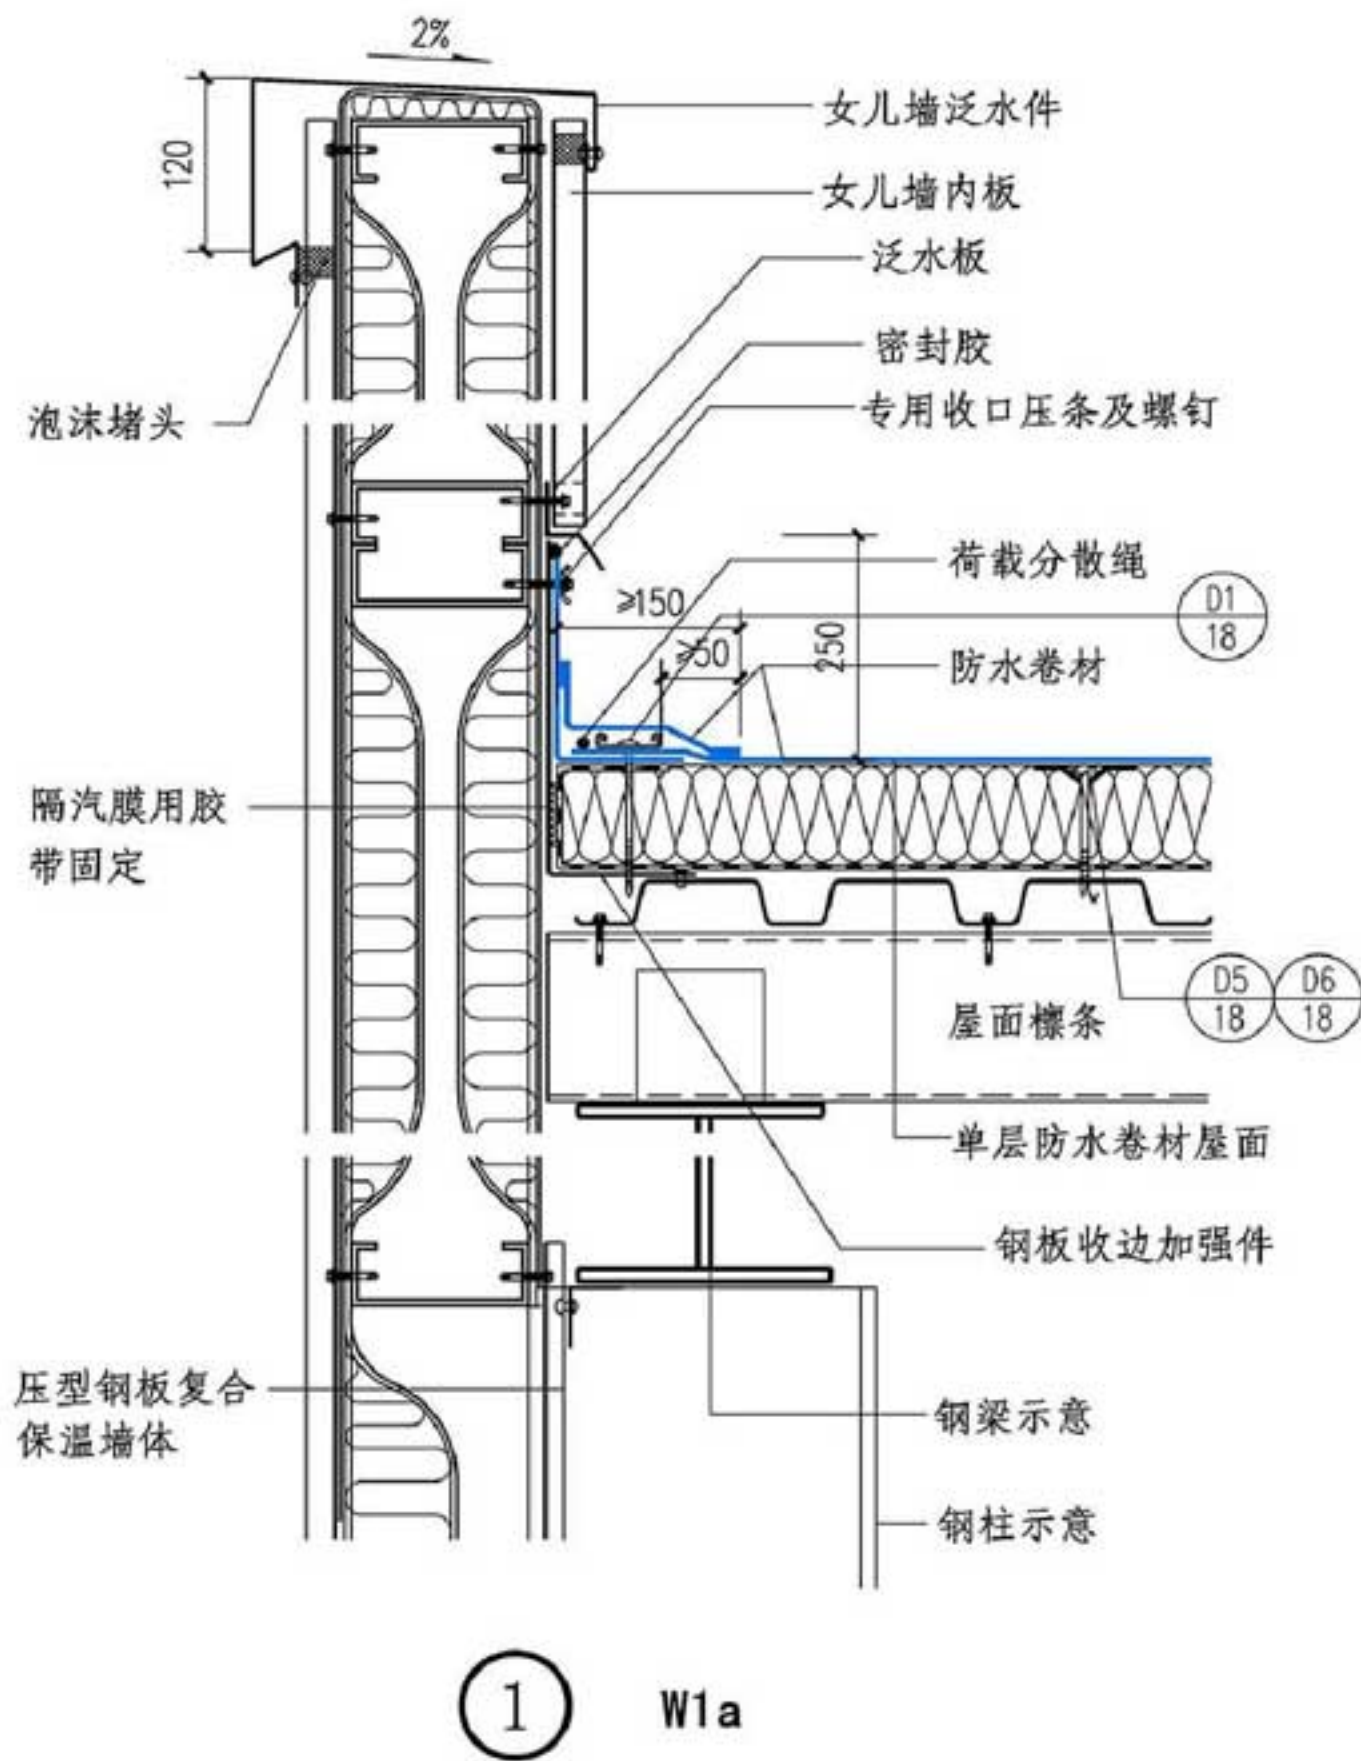 2%
女儿墙泛水件
120
女儿墙内板
泛水板
密封胶
专用收口压条及螺钉
泡沫堵头
荷载分散绳
≥150
D1
18
≥50
250
防水卷材
隔汽膜用胶
带固定
D5
18
D6
18
屋面檩条
单层防水卷材屋面
钢板收边加强件
压型钢板复合
保温墙体
钢梁示意
钢柱示意
1
W1a